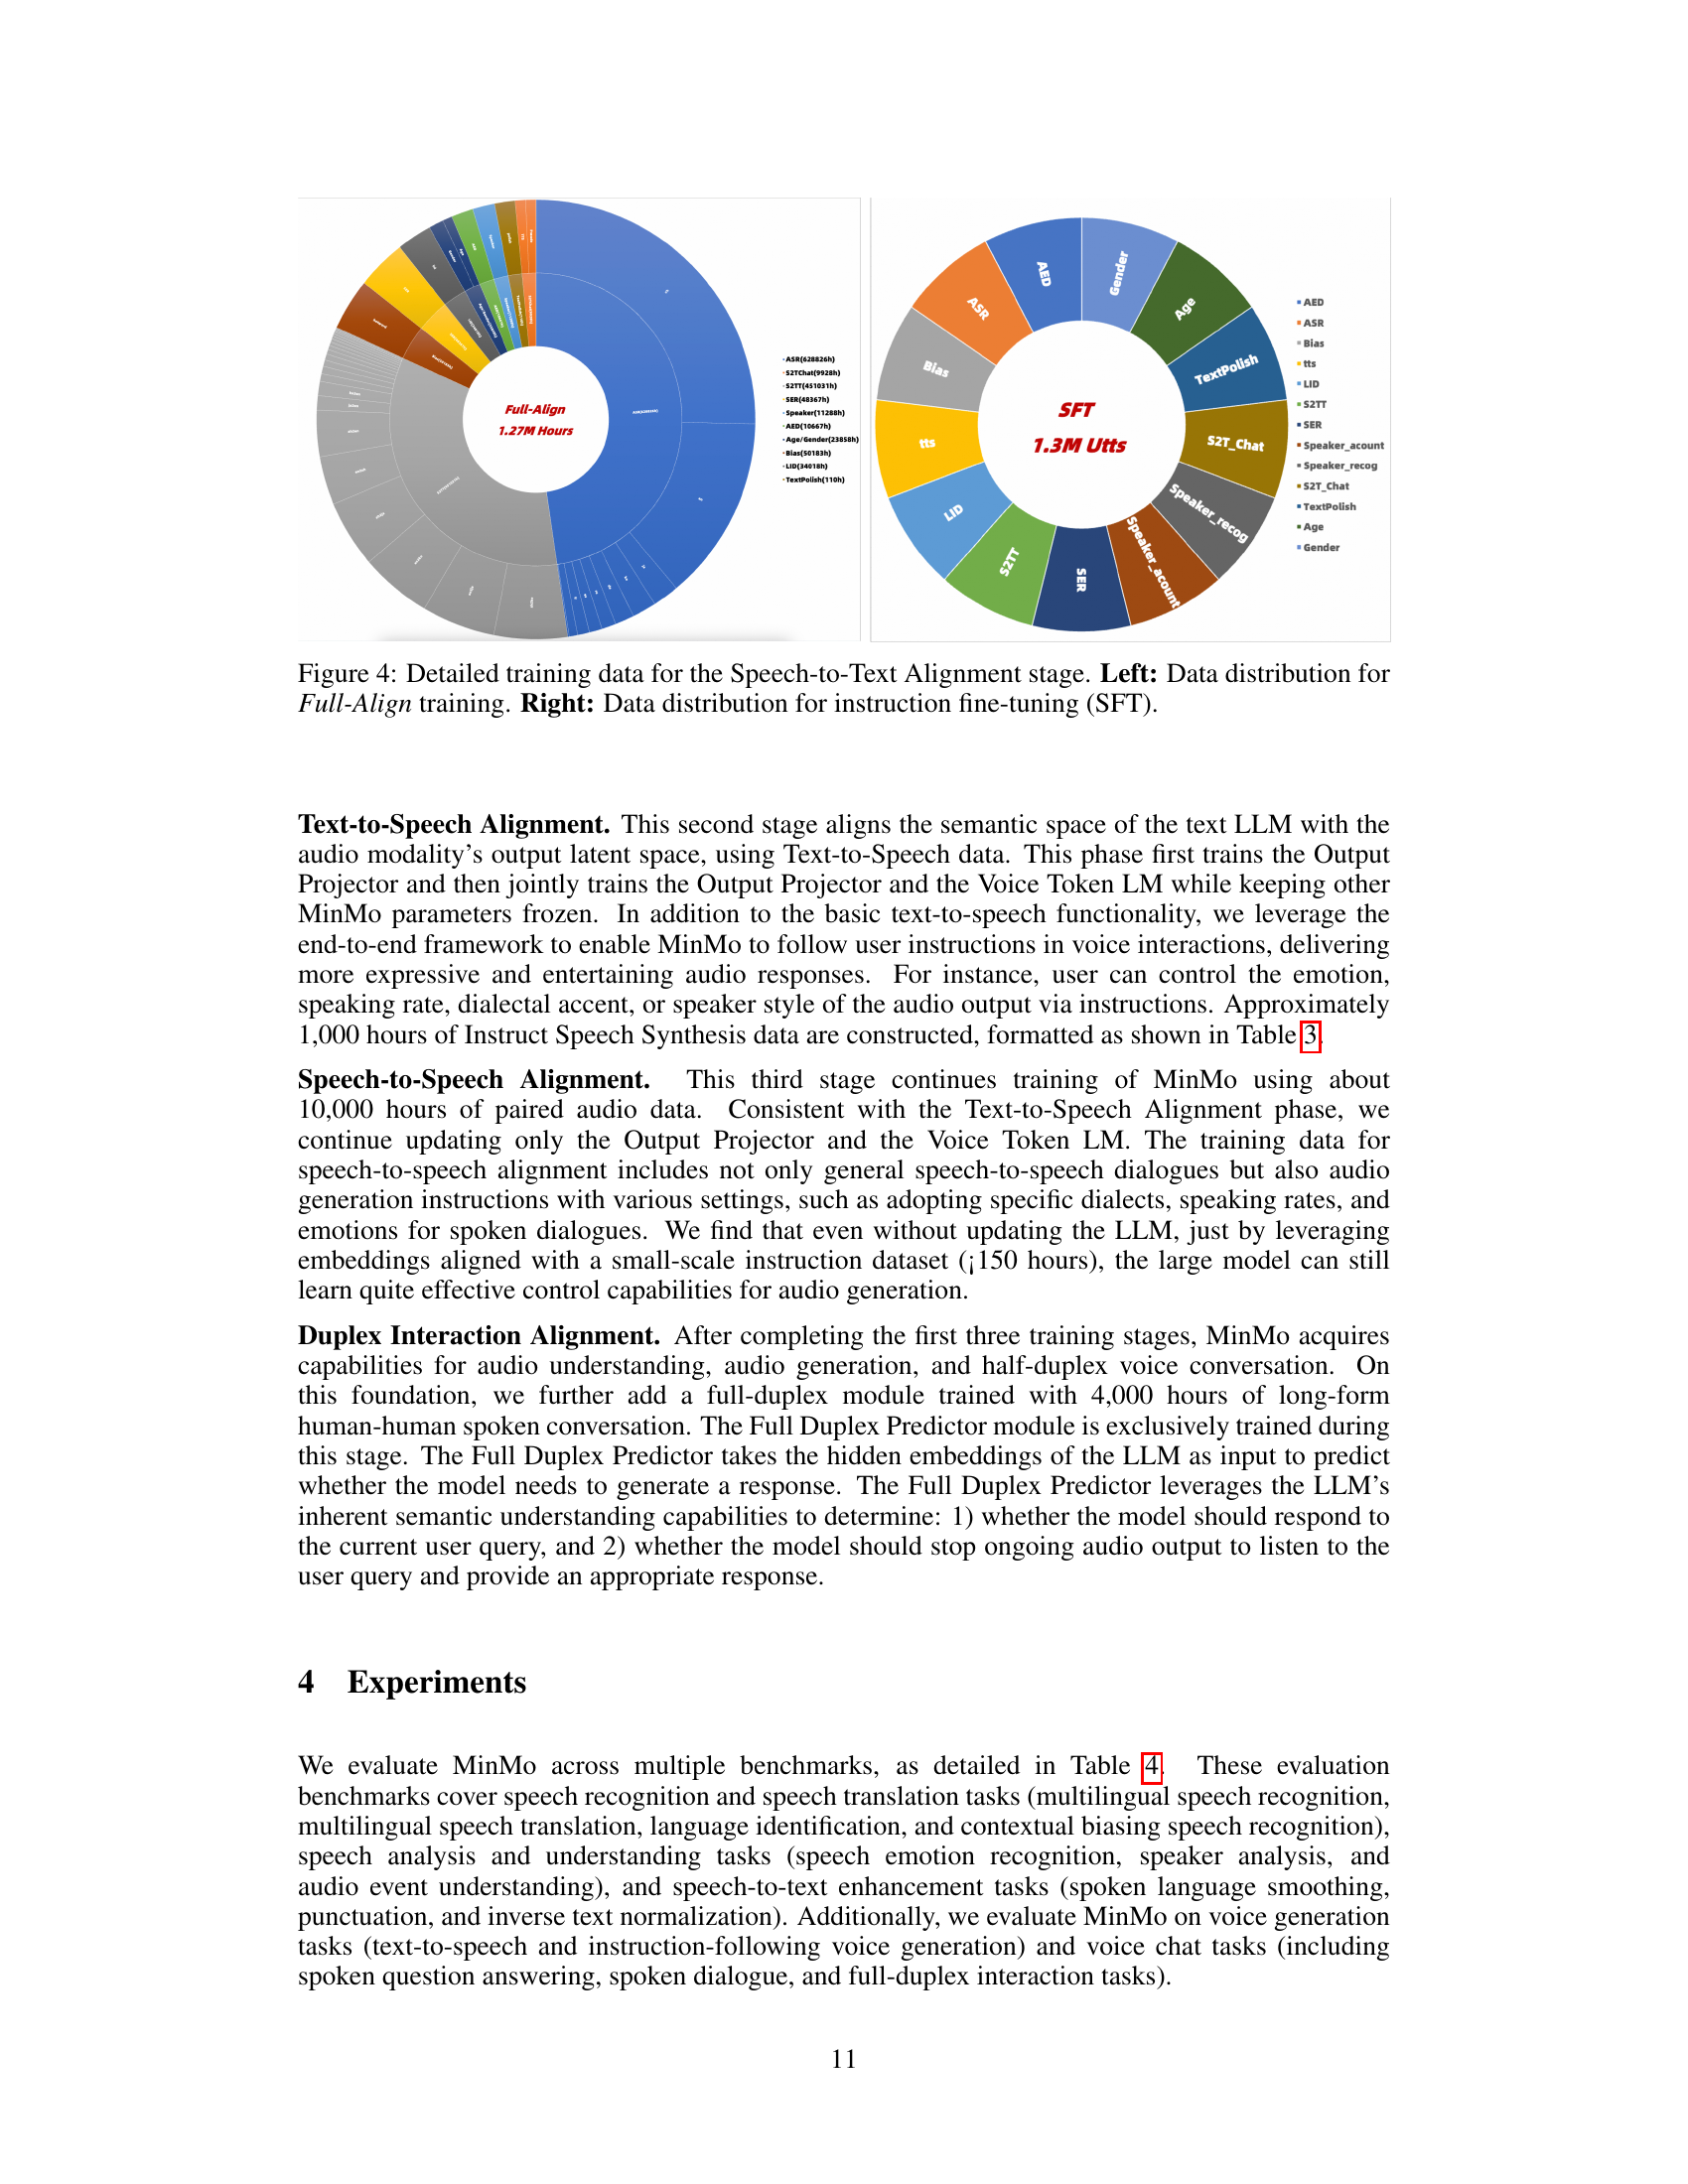 Full-Align
1.27M Hours
ASR(628826h)
S2TChat(9928h)
S2TT(451031h)
SER(48367h)
Speaker(11288h)
AED(10667h)
Age/Gender(23858h)
Bias(50183h)
LID(34018h)
TextPolish(110h)
AED
Gender
Age
TextPolish
S2T_Chat
Speaker_recog
Speaker_acount
SER
S2TT
LID
tts
Bias
ASR
SFT
1.3M Utts
AED
ASR
Bias
tts
LID
S2TT
SER
Speaker_acount
Speaker_recog
S2T_Chat
TextPolish
Age
Gender
Figure 4: Detailed training data for the Speech-to-Text Alignment stage. Left: Data distribution for
Full-Align training. Right: Data distribution for instruction fine-tuning (SFT).
Text-to-Speech Alignment. This second stage aligns the semantic space of the text LLM with the
audio modality's output latent space, using Text-to-Speech data. This phase first trains the Output
Projector and then jointly trains the Output Projector and the Voice Token LM while keeping other
MinMo parameters frozen. In addition to the basic text-to-speech functionality, we leverage the
end-to-end framework to enable MinMo to follow user instructions in voice interactions, delivering
more expressive and entertaining audio responses. For instance, user can control the emotion,
speaking rate, dialectal accent, or speaker style of the audio output via instructions. Approximately
1,000 hours of Instruct Speech Synthesis data are constructed, formatted as shown in Table 3.
Speech-to-Speech Alignment. This third stage continues training of MinMo using about
10,000 hours of paired audio data. Consistent with the Text-to-Speech Alignment phase, we
continue updating only the Output Projector and the Voice Token LM. The training data for
speech-to-speech alignment includes not only general speech-to-speech dialogues but also audio
generation instructions with various settings, such as adopting specific dialects, speaking rates, and
emotions for spoken dialogues. We find that even without updating the LLM, just by leveraging
embeddings aligned with a small-scale instruction dataset (¡150 hours), the large model can still
learn quite effective control capabilities for audio generation.
Duplex Interaction Alignment. After completing the first three training stages, MinMo acquires
capabilities for audio understanding, audio generation, and half-duplex voice conversation. On
this foundation, we further add a full-duplex module trained with 4,000 hours of long-form
human-human spoken conversation. The Full Duplex Predictor module is exclusively trained during
this stage. The Full Duplex Predictor takes the hidden embeddings of the LLM as input to predict
whether the model needs to generate a response. The Full Duplex Predictor leverages the LLM's
inherent semantic understanding capabilities to determine: 1) whether the model should respond to
the current user query, and 2) whether the model should stop ongoing audio output to listen to the
user query and provide an appropriate response.
4 Experiments
We evaluate MinMo across multiple benchmarks, as detailed in Table 4. These evaluation
benchmarks cover speech recognition and speech translation tasks (multilingual speech recognition,
multilingual speech translation, language identification, and contextual biasing speech recognition),
speech analysis and understanding tasks (speech emotion recognition, speaker analysis, and
audio event understanding), and speech-to-text enhancement tasks (spoken language smoothing,
punctuation, and inverse text normalization). Additionally, we evaluate MinMo on voice generation
tasks (text-to-speech and instruction-following voice generation) and voice chat tasks (including
spoken question answering, spoken dialogue, and full-duplex interaction tasks).
11